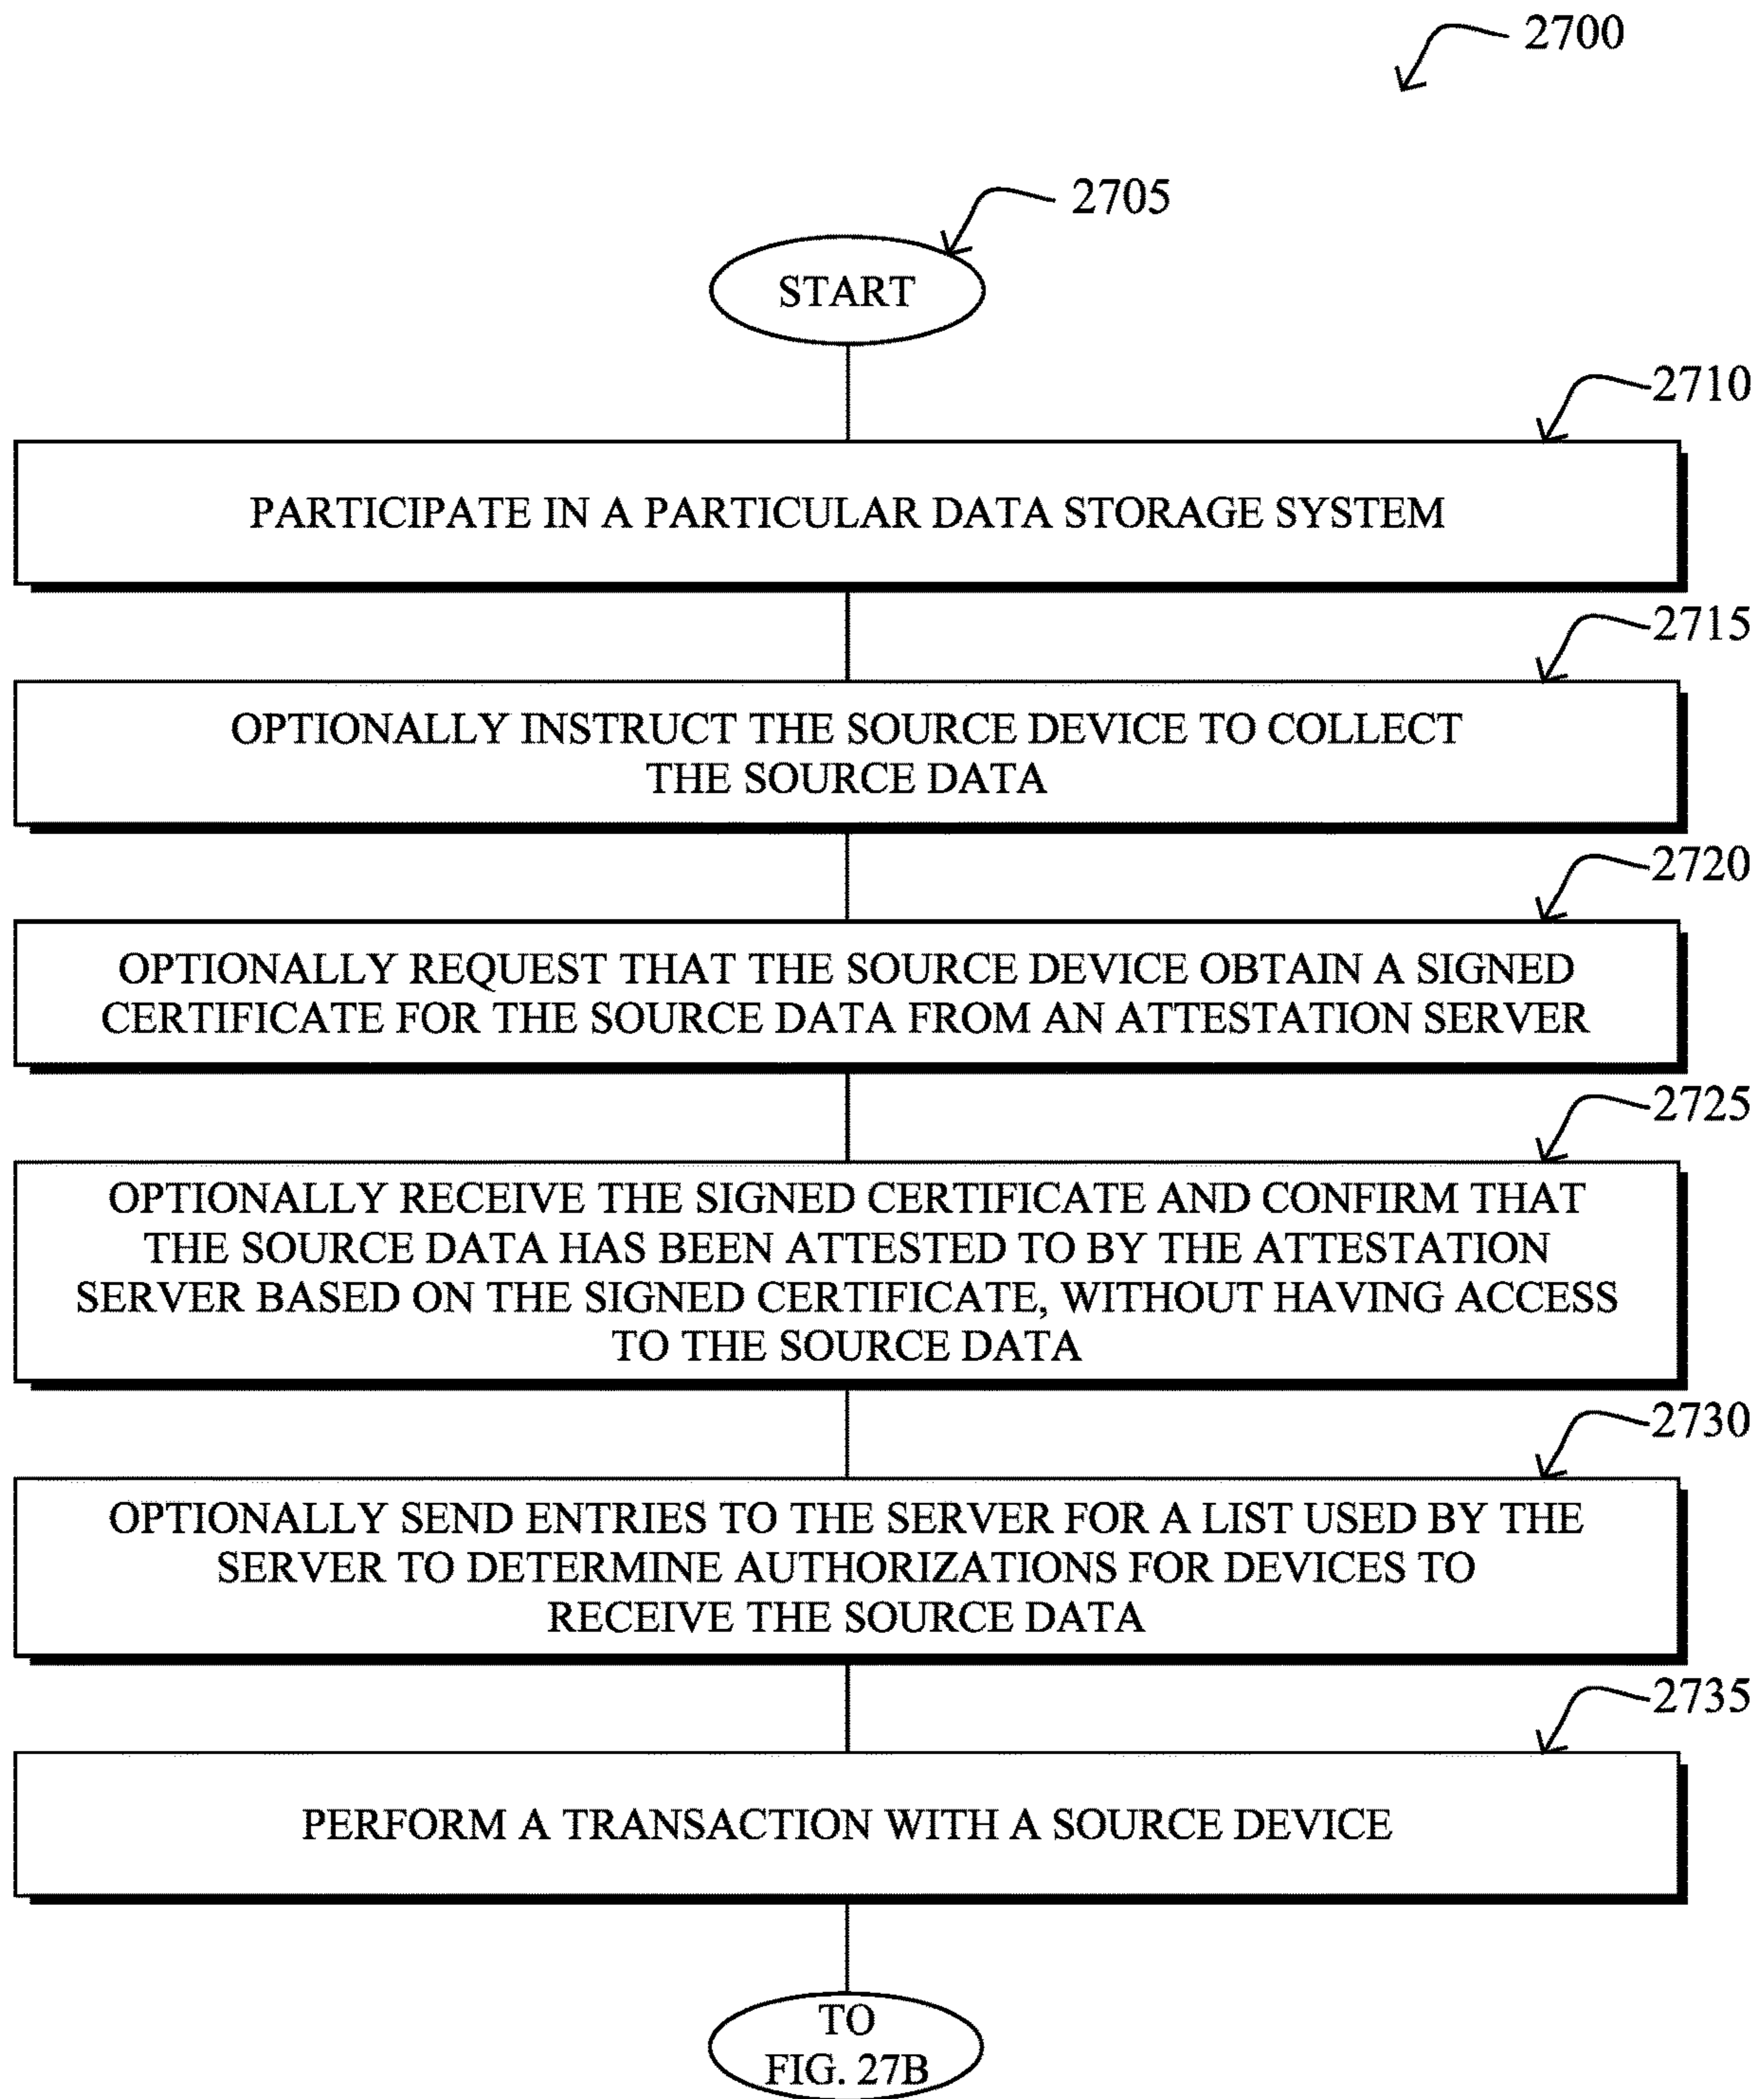 2700
2705
START
2710
PARTICIPATE IN A PARTICULAR DATA STORAGE SYSTEM
2715
OPTIONALLY INSTRUCT THE SOURCE DEVICE TO COLLECT
THE SOURCE DATA
2720
OPTIONALLY REQUEST THAT THE SOURCE DEVICE OBTAIN A SIGNED
CERTIFICATE FOR THE SOURCE DATA FROM AN ATTESTATION SERVER
2725
OPTIONALLY RECEIVE THE SIGNED CERTIFICATE AND CONFIRM THAT
THE SOURCE DATA HAS BEEN ATTESTED TO BY THE ATTESTATION
SERVER BASED ON THE SIGNED CERTIFICATE, WITHOUT HAVING ACCESS
TO THE SOURCE DATA
2730
OPTIONALLY SEND ENTRIES TO THE SERVER FOR A LIST USED BY THE
SERVER TO DETERMINE AUTHORIZATIONS FOR DEVICES TO
RECEIVE THE SOURCE DATA
2735
PERFORM A TRANSACTION WITH A SOURCE DEVICE
TO
FIG. 27B